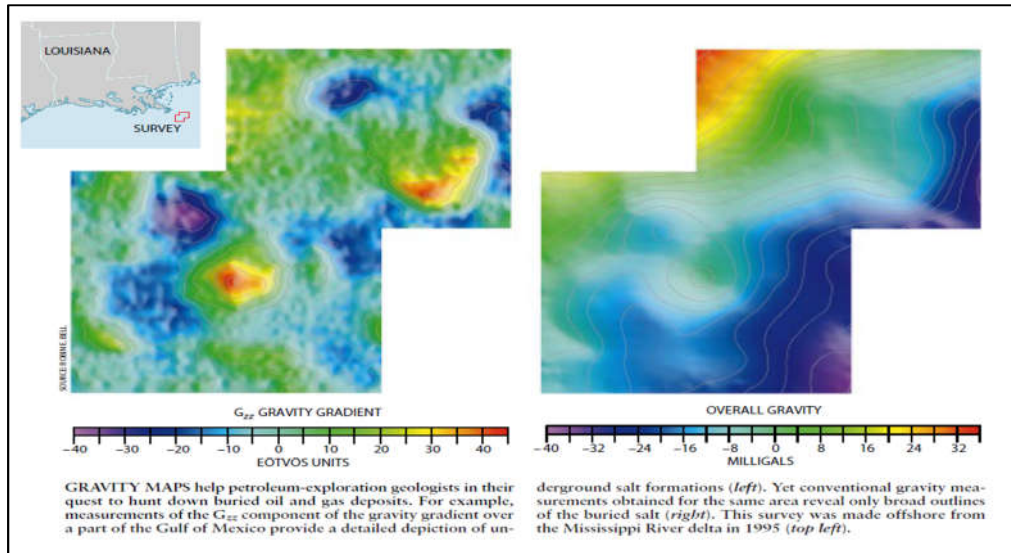 LOUISIANA
SURVEY
SOURCE: ROBIN E. BELL
Gzz GRAVITY GRADIENT
−40 −30 −20 −10 0 10 20 30 40
EÖTVÖS UNITS
OVERALL GRAVITY
−40 −32 −24 −16 −8 0 8 16 24 32
MILLIGALS
GRAVITY MAPS help petroleum-exploration geologists in their
quest to hunt down buried oil and gas deposits. For example,
measurements of the Gzz component of the gravity gradient over
a part of the Gulf of Mexico provide a detailed depiction of un-
derground salt formations (left). Yet conventional gravity mea-
surements obtained for the same area reveal only broad outlines
of the buried salt (right). This survey was made offshore from
the Mississippi River delta in 1995 (top left).